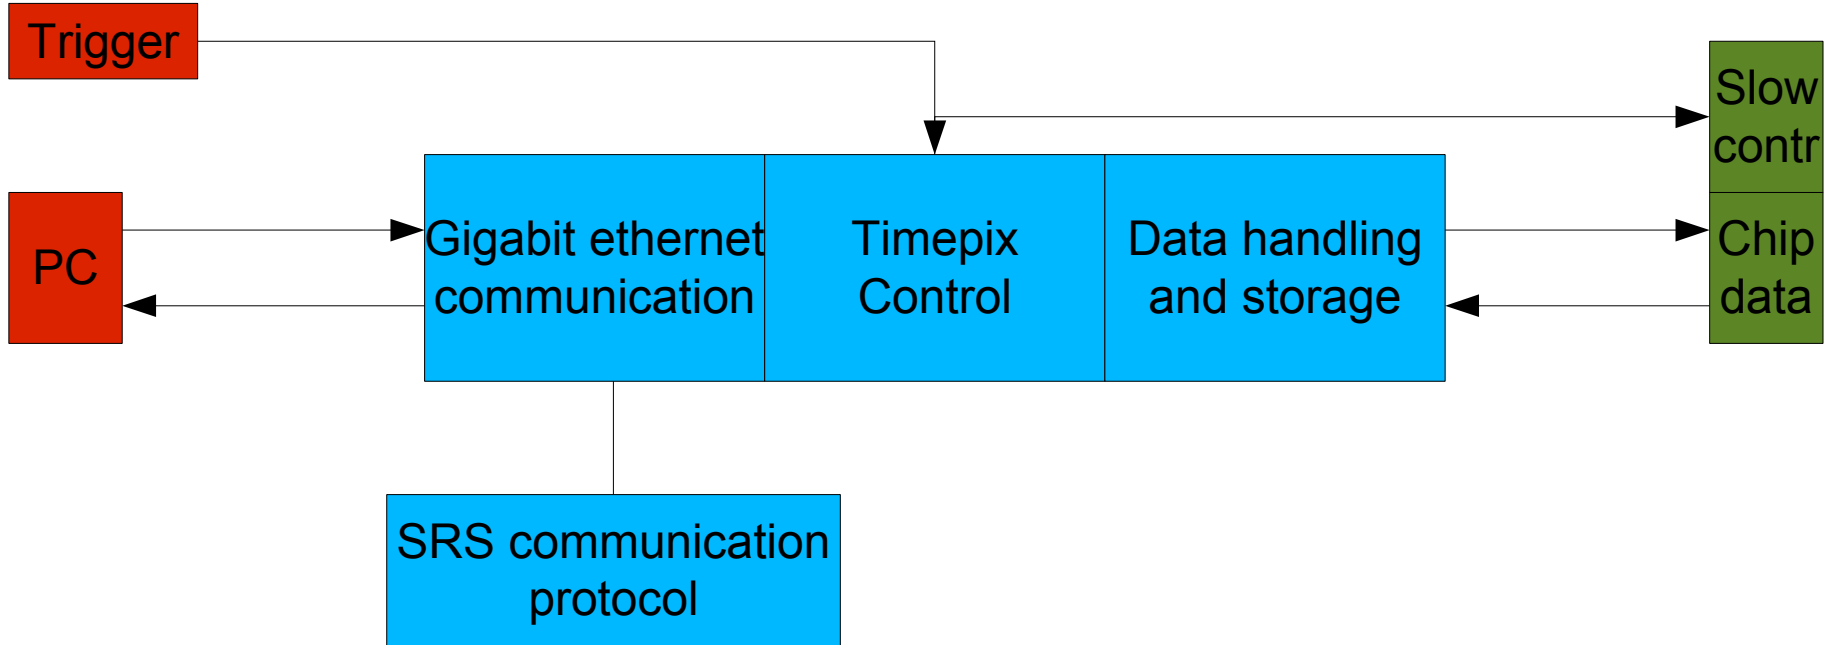 Trigger
Slow
contr
PC
Gigabit ethernet
communication
Timepix
Control
Data handling
and storage
Chip
data
SRS communication
protocol